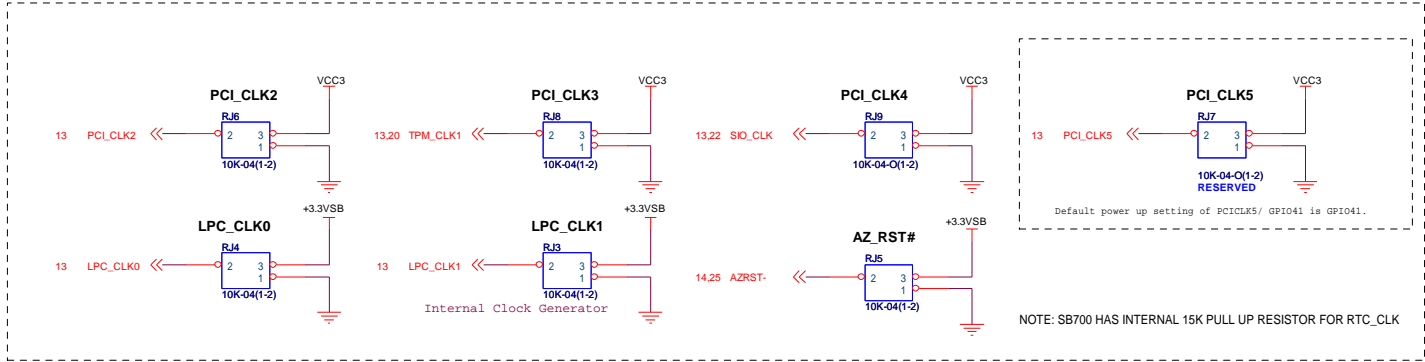 PCI_CLK2
VCC3
RJ6
13 PCI_CLK2
2 3
1
10K-04(1-2)
PCI_CLK3
VCC3
RJ8
13,20 TPM_CLK1
2 3
1
10K-04(1-2)
PCI_CLK4
VCC3
RJ9
13,22 SIO_CLK
2 3
1
10K-04-O(1-2)
PCI_CLK5
VCC3
RJ7
13 PCI_CLK5
2 3
1
10K-04-O(1-2)
RESERVED
Default power up setting of PCICLK5/ GPIO41 is GPIO41.
LPC_CLK0
+3.3VSB
RJ4
13 LPC_CLK0
2 3
1
10K-04(1-2)
LPC_CLK1
+3.3VSB
RJ3
13 LPC_CLK1
2 3
1
10K-04(1-2)
Internal Clock Generator
AZ_RST#
+3.3VSB
RJ5
14,25 AZRST-
2 3
1
10K-04(1-2)
NOTE: SB700 HAS INTERNAL 15K PULL UP RESISTOR FOR RTC_CLK